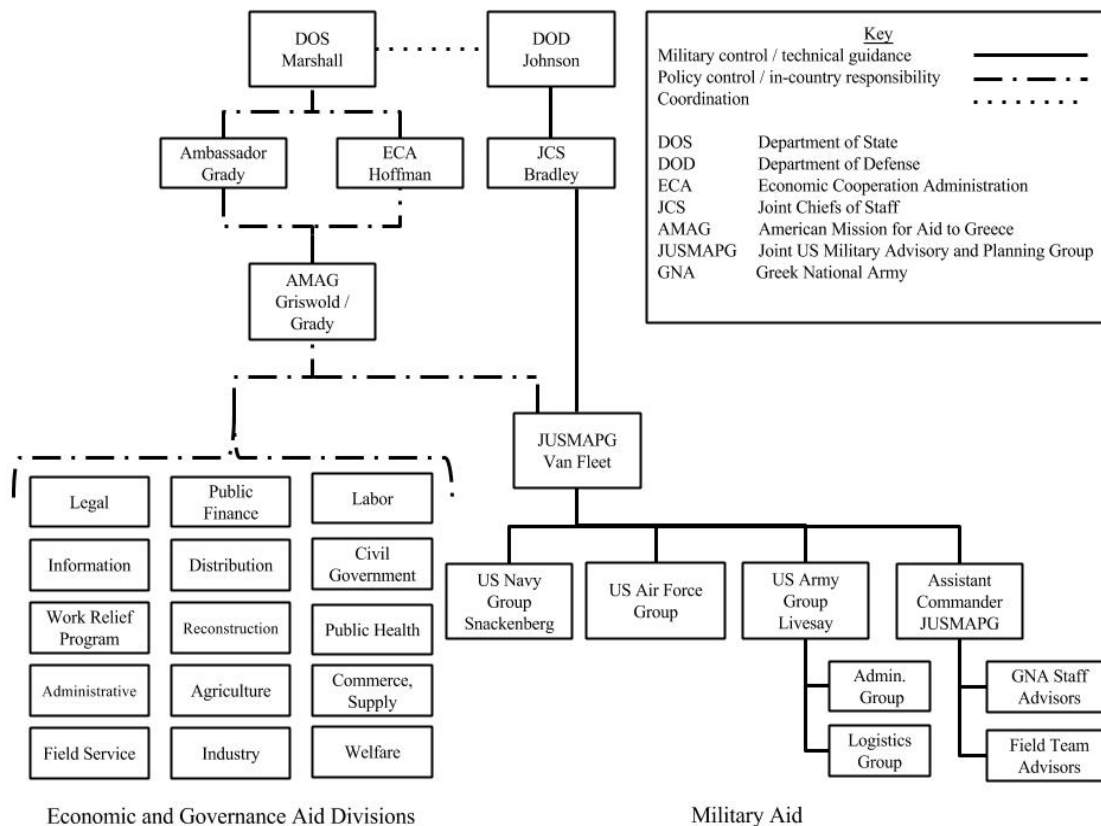 DOS
Marshall
DOD
Johnson
Key
Military control / technical guidance
Policy control / in-country responsibility
Coordination
DOS Department of State
DOD Department of Defense
ECA Economic Cooperation Administration
JCS Joint Chiefs of Staff
AMAG American Mission for Aid to Greece
JUSMAPG Joint US Military Advisory and Planning Group
GNA Greek National Army
Ambassador
Grady
ECA
Hoffman
JCS
Bradley
AMAG
Griswold /
Grady
JUSMAPG
Van Fleet
Legal
Public
Finance
Labor
Information
Distribution
Civil
Government
Work Relief
Program
Reconstruction
Public Health
Administrative
Agriculture
Commerce,
Supply
Field Service
Industry
Welfare
US Navy
Group
Snackenberg
US Air Force
Group
US Army
Group
Livesay
Assistant
Commander
JUSMAPG
Admin.
Group
Logistics
Group
GNA Staff
Advisors
Field Team
Advisors
Economic and Governance Aid Divisions
Military Aid